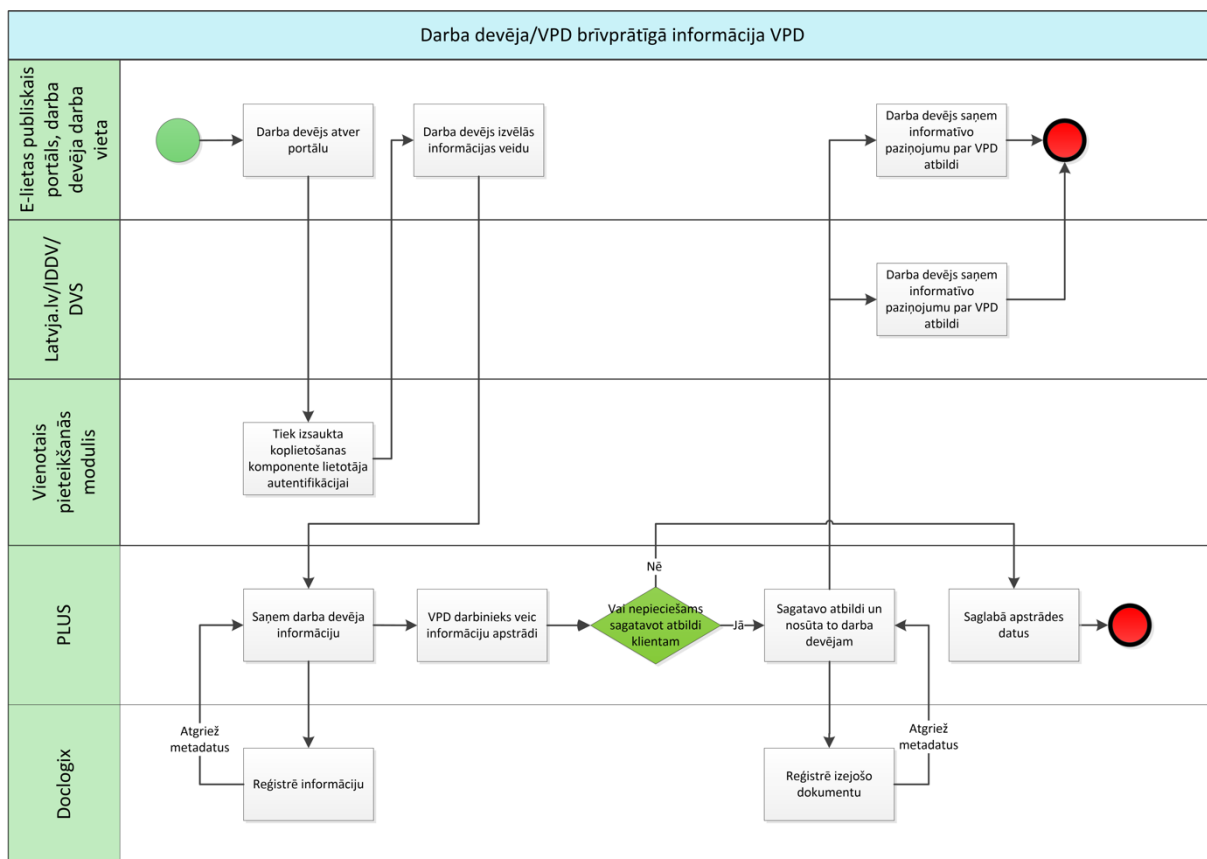 Darba devēja/VPD brīvprātīgā informācija VPD
E-lietas publiskais
portāls, darba
devēja darba
vieta
Darba devējs atver
portālu
Darba devējs izvēlās
informācijas veidu
Darba devējs saņem
informatīvo
paziņojumu par VPD
atbildi
Latvja.lv/IDDV/
DVS
Darba devējs saņem
informatīvo
paziņojumu par VPD
atbildi
Vienotais
pieteikšanās
modulis
Tiek izsaukta
koplietošanas
komponente lietotāja
autentifikācijai
PLUS
Saņem darba devēja
informāciju
VPD darbinieks veic
informāciju apstrādi
Vai nepieciešams
sagatavot atbildi
klientam
Nē
Jā
Sagatavo atbildi un
nosūta to darba
devējam
Saglabā apstrādes
datus
Doclogix
Atgriež
metadatus
Reģistrē informāciju
Reģistrē izejošo
dokumentu
Atgriež
metadatus